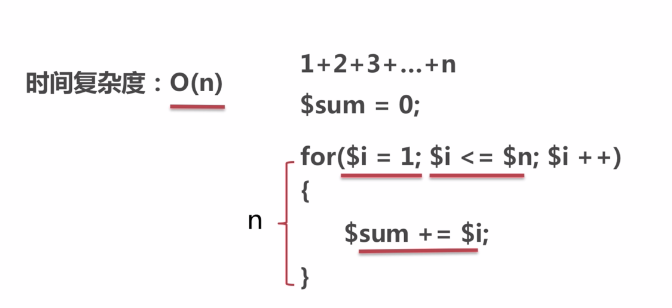 1+2+3+...+n
时间复杂度：O(n)
$sum = 0;
for($i = 1; $i <= $n; $i ++)
{
n
$sum += $i;
}